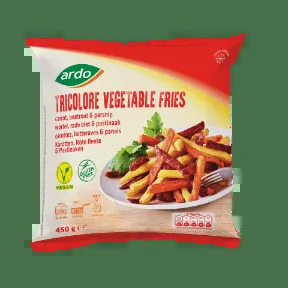 ardo
TRICOLORE VEGETABLE FRIES
carrot, beetroot & parsnip
wortel, rode biet & pastinaak
carottes, betteraves & panais
Karotten, Rote Beete
& Pastinaken
VEGAN
450 g e